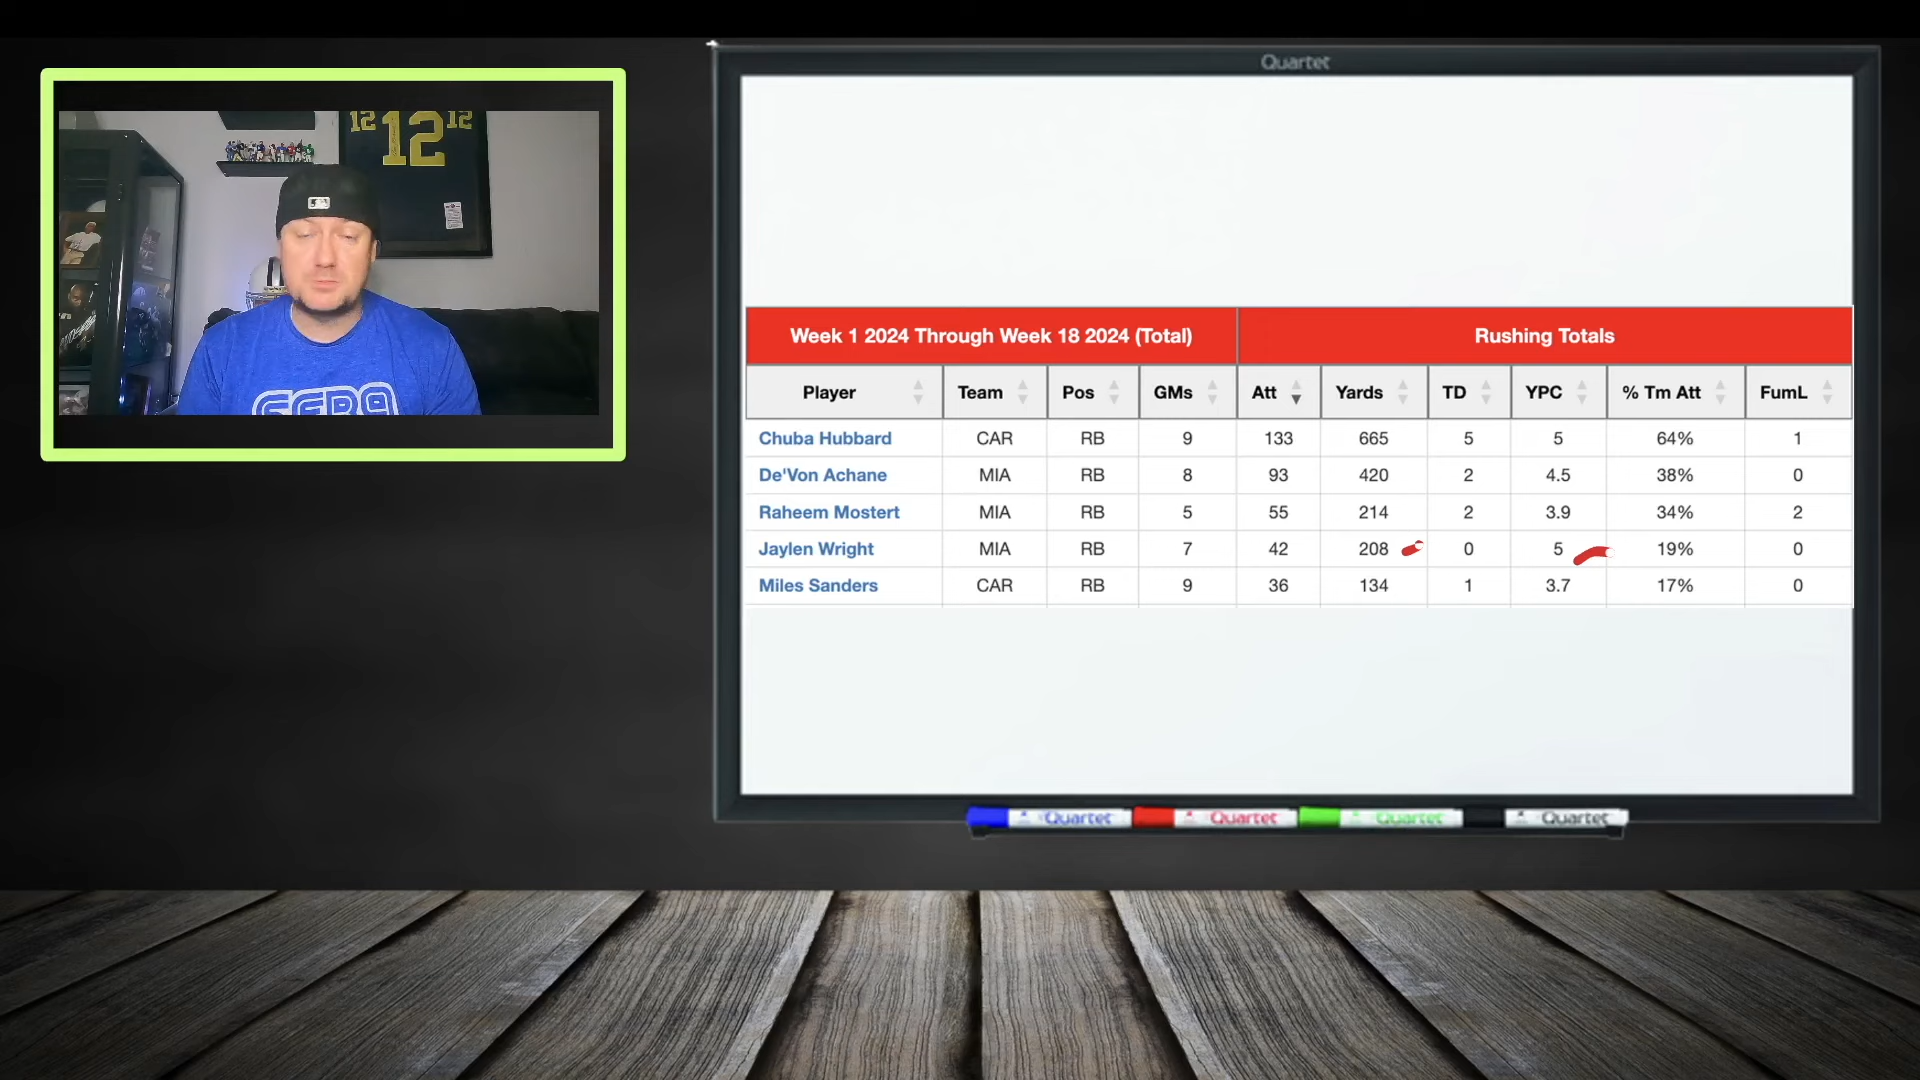 Quartet
12 12 12
Week 1 2024 Through Week 18 2024 (Total) Rushing Totals
Player Team Pos GMs Att Yards TD YPC % Tm Att FumL
Chuba Hubbard CAR RB 9 133 665 5 5 64% 1
De'Von Achane MIA RB 8 93 420 2 4.5 38% 0
Raheem Mostert MIA RB 5 55 214 2 3.9 34% 2
Jaylen Wright MIA RB 7 42 208 0 5 19% 0
Miles Sanders CAR RB 9 36 134 1 3.7 17% 0
Quartet Quartet Quartet Quartet